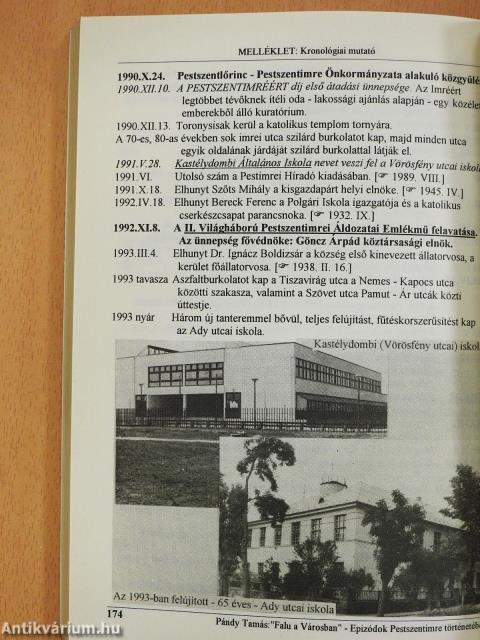 MELLÉKLET: Kronológiai mutató
1990.X.24. Pestszentlőrinc - Pestszentimre Önkormányzata alakuló közgyűlé
1990.XII.10. A PESTSZENTIMRÉÉRT díj első átadási ünnepsége. Az Imréért
legtöbbet tévőknek ítéli oda - lakossági ajánlás alapján - egy közélet
emberekből álló kuratórium.
1990.XII.13. Toronysisak kerül a katolikus templom tornyára.
A 70-es, 80-as években sok imrei utca szilárd burkolatot kap, majd minden utca
egyik oldalának járdáját szilárd burkolattal látják el.
1991.V.28. Kastélydombi Általános Iskola nevet veszi fel a Vörösfény utcai iskol
1991.VI. Utolsó szám a Pestimrei Híradó kiadásában. [☞ 1989. VIII.]
1991.X.18. Elhunyt Szőts Mihály a kisgazdapárt helyi elnöke. [☞ 1945. IV.]
1992.IV.18. Elhunyt Bereck Ferenc a Polgári Iskola igazgatója és a katolikus
cserkészcsapat parancsnoka. [☞ 1932. IX.]
1992.XI.8. A II. Világháború Pestszentimrei Áldozatai Emlékmű felavatása.
Az ünnepség fővédnöke: Göncz Árpád köztársasági elnök.
1993.III.4. Elhunyt Dr. Ignácz Boldizsár a község első kinevezett állatorvosa, a
kerület főállatorvosa. [☞ 1938. II. 16.]
1993 tavasza Aszfaltburkolatot kap a Tiszavirág utca a Nemes - Kapocs utca
közötti szakasza, valamint a Szövet utca Pamut - Ár utcák közti
úttestje.
1993 nyár Három új tanteremmel bővül, teljes felújítást, fűtéskorszerűsítést kap
az Ady utcai iskola.
Kastélydombi (Vörösfény utcai) iskol
Az 1993-ban felújított - 65 éves - Ady utcai iskola
174
Pándy Tamás:"Falu a Városban" - Epizódok Pestszentimre történetéb
Antikvárium.hu